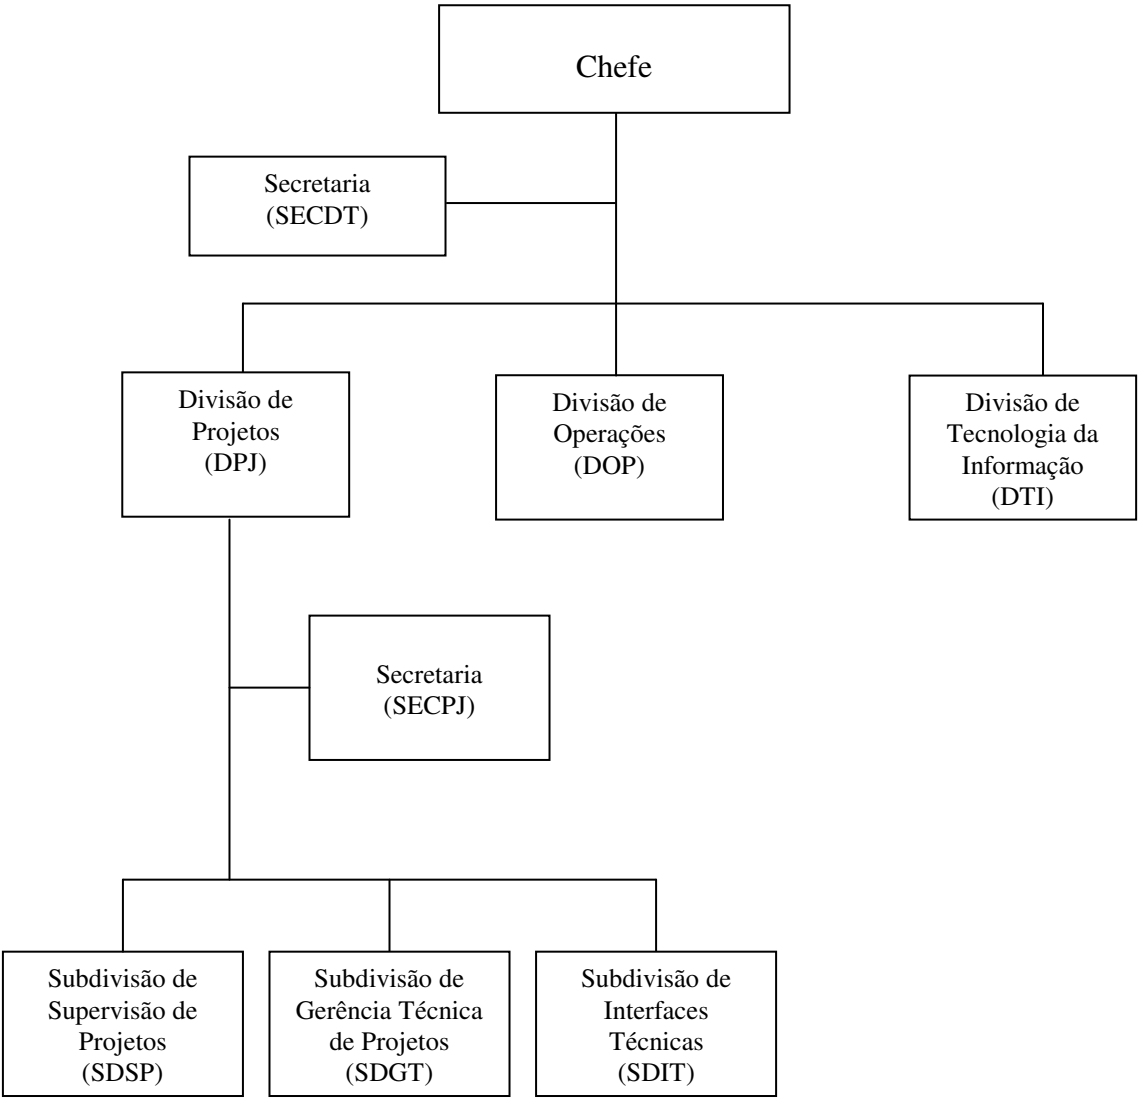 Chefe
Secretaria
(SECDT)
Divisão de
Projetos
(DPJ)
Divisão de
Operações
(DOP)
Divisão de
Tecnologia da
Informação
(DTI)
Secretaria
(SECPJ)
Subdivisão de
Supervisão de
Projetos
(SDSP)
Subdivisão de
Gerência Técnica
de Projetos
(SDGT)
Subdivisão de
Interfaces
Técnicas
(SDIT)